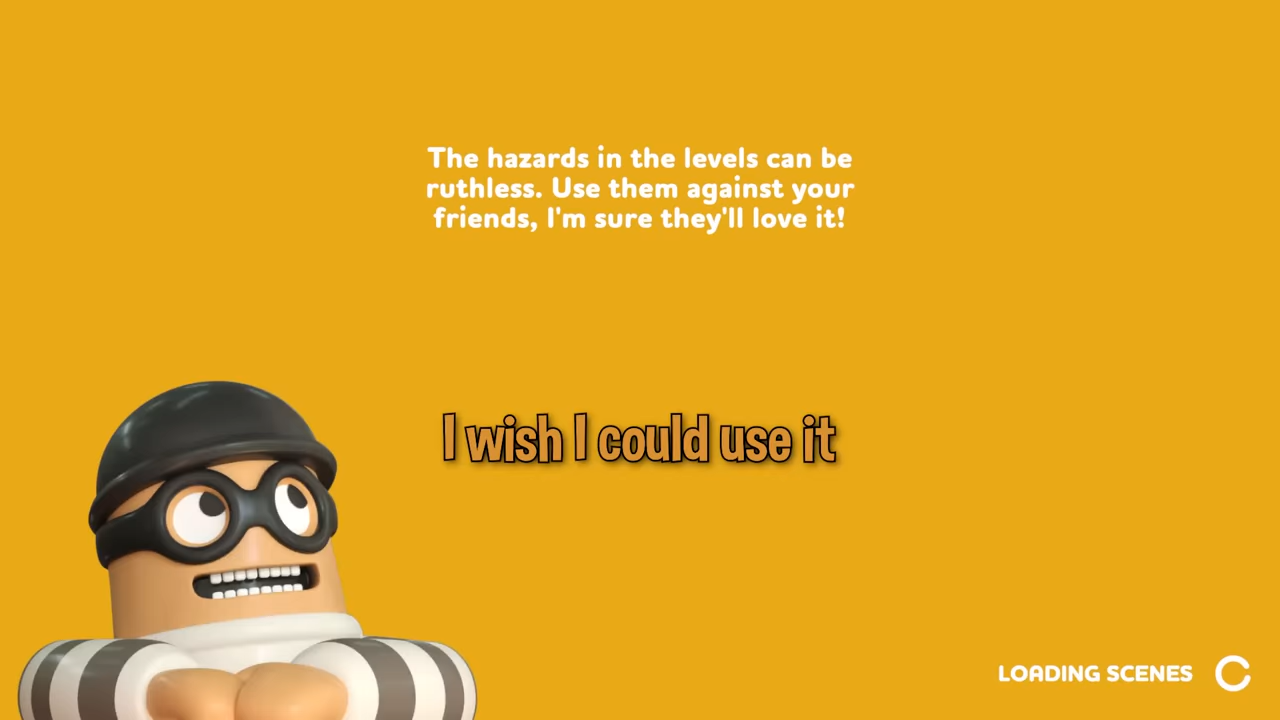 The hazards in the levels can be
ruthless. Use them against your
friends, I'm sure they'll love it!
I wish I could use it
LOADING SCENES